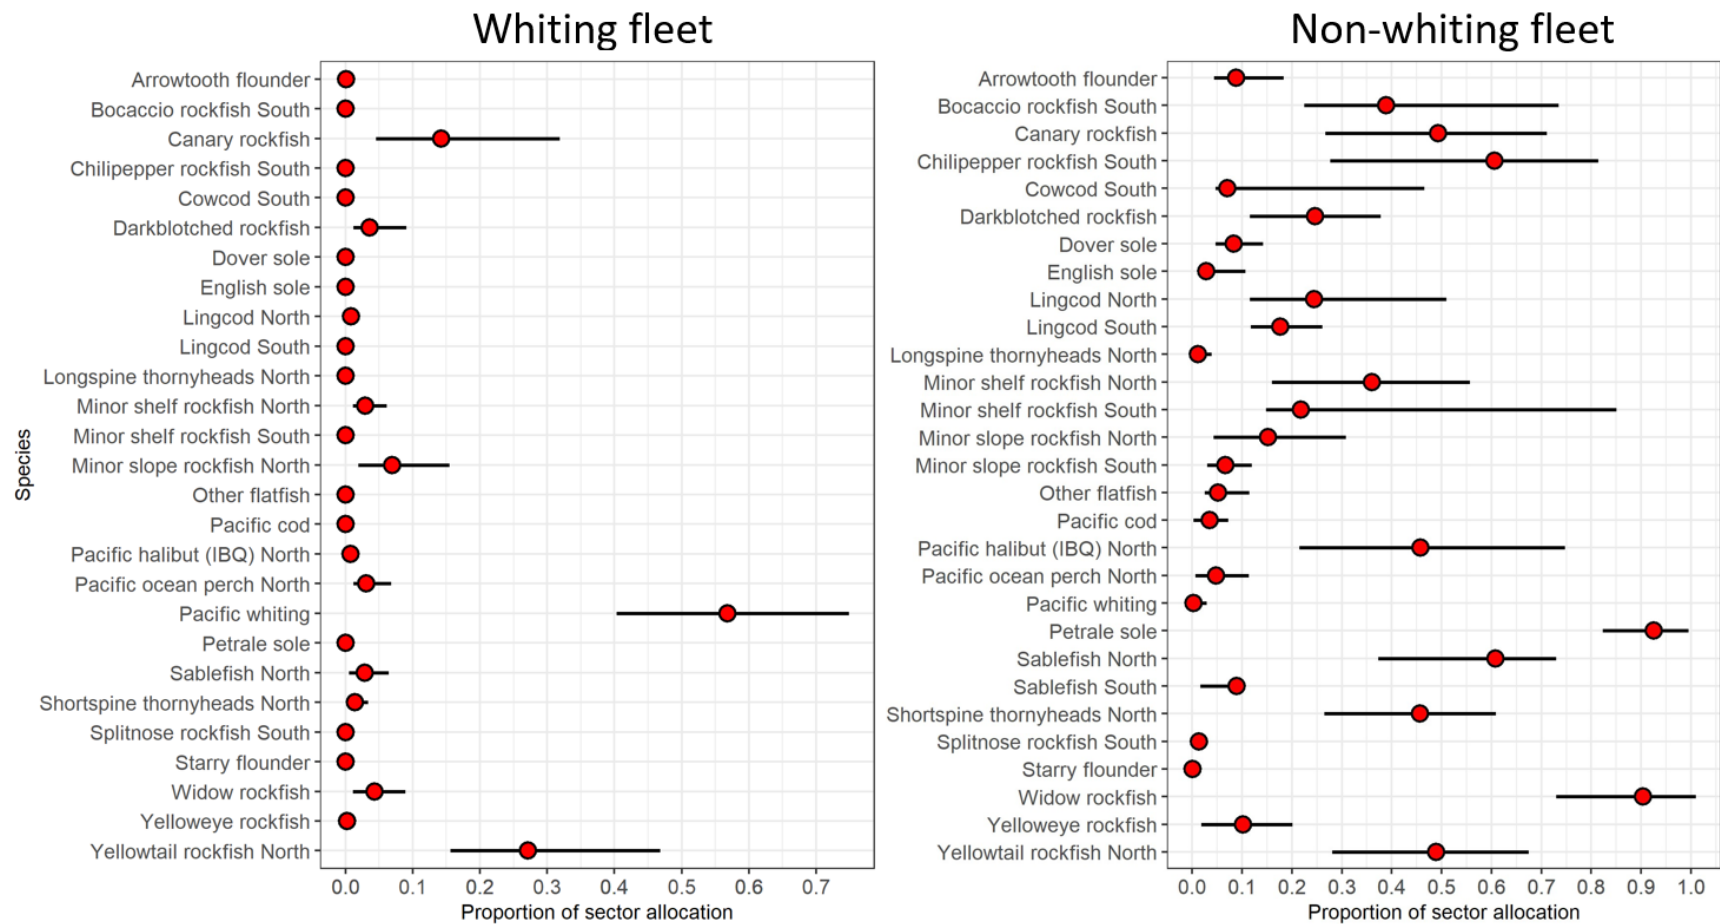 Whiting fleet
Arrowtooth flounder
Bocaccio rockfish South
Canary rockfish
Chilipepper rockfish South
Cowcod South
Darkblotched rockfish
Dover sole
English sole
Lingcod North
Lingcod South
Longspine thornyheads North
Minor shelf rockfish North
Minor shelf rockfish South
Minor slope rockfish North
Other flatfish
Pacific cod
Pacific halibut (IBQ) North
Pacific ocean perch North
Pacific whiting
Petrale sole
Sablefish North
Shortspine thornyheads North
Splitnose rockfish South
Starry flounder
Widow rockfish
Yelloweye rockfish
Yellowtail rockfish North
Species
0.0 0.1 0.2 0.3 0.4 0.5 0.6 0.7
Proportion of sector allocation
Non-whiting fleet
Arrowtooth flounder
Bocaccio rockfish South
Canary rockfish
Chilipepper rockfish South
Cowcod South
Darkblotched rockfish
Dover sole
English sole
Lingcod North
Lingcod South
Longspine thornyheads North
Minor shelf rockfish North
Minor shelf rockfish South
Minor slope rockfish North
Minor slope rockfish South
Other flatfish
Pacific cod
Pacific halibut (IBQ) North
Pacific ocean perch North
Pacific whiting
Petrale sole
Sablefish North
Sablefish South
Shortspine thornyheads North
Splitnose rockfish South
Starry flounder
Widow rockfish
Yelloweye rockfish
Yellowtail rockfish North
0.0 0.1 0.2 0.3 0.4 0.5 0.6 0.7 0.8 0.9 1.0
Proportion of sector allocation